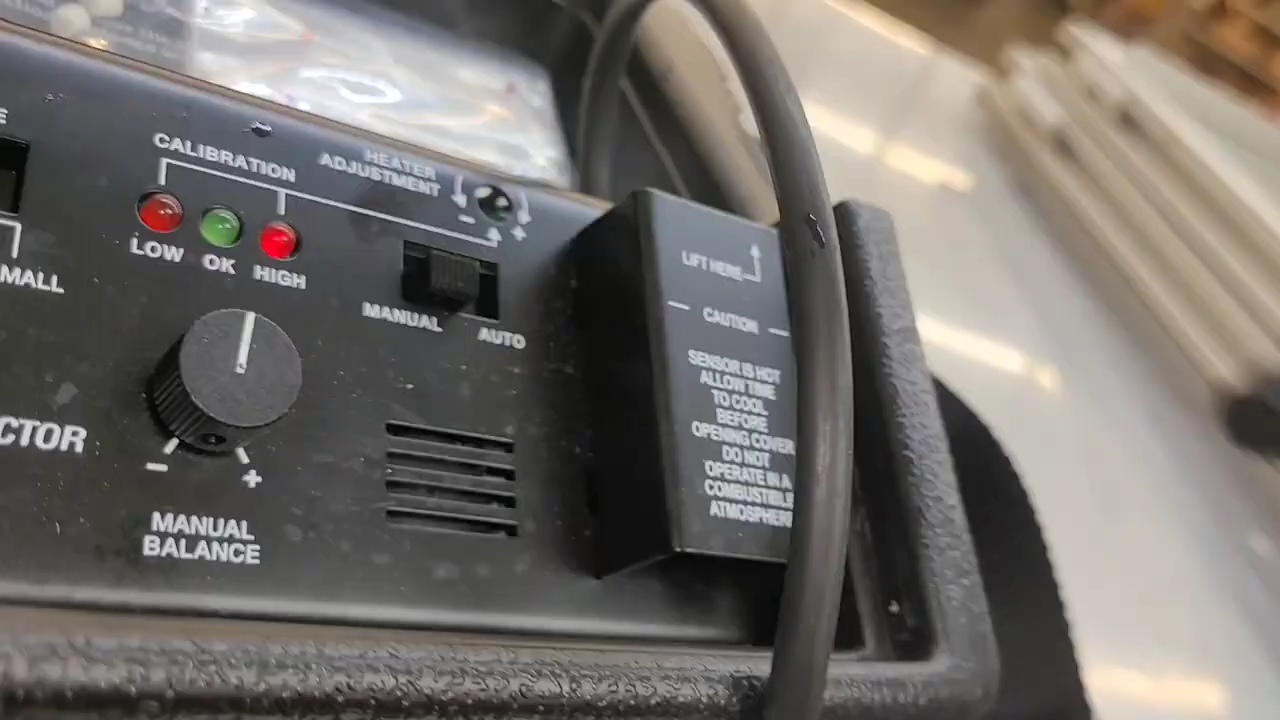 CALIBRATION
HEATER
ADJUSTMENT
-
+
LOW
OK
HIGH
MALL
MANUAL
AUTO
CTOR
-
+
MANUAL
BALANCE
LIFT HERE
CAUTION
SENSOR IS HOT
ALLOW TIME
TO COOL
BEFORE
OPENING COVER
DO NOT
OPERATE IN A
COMBUSTIBLE
ATMOSPHERE